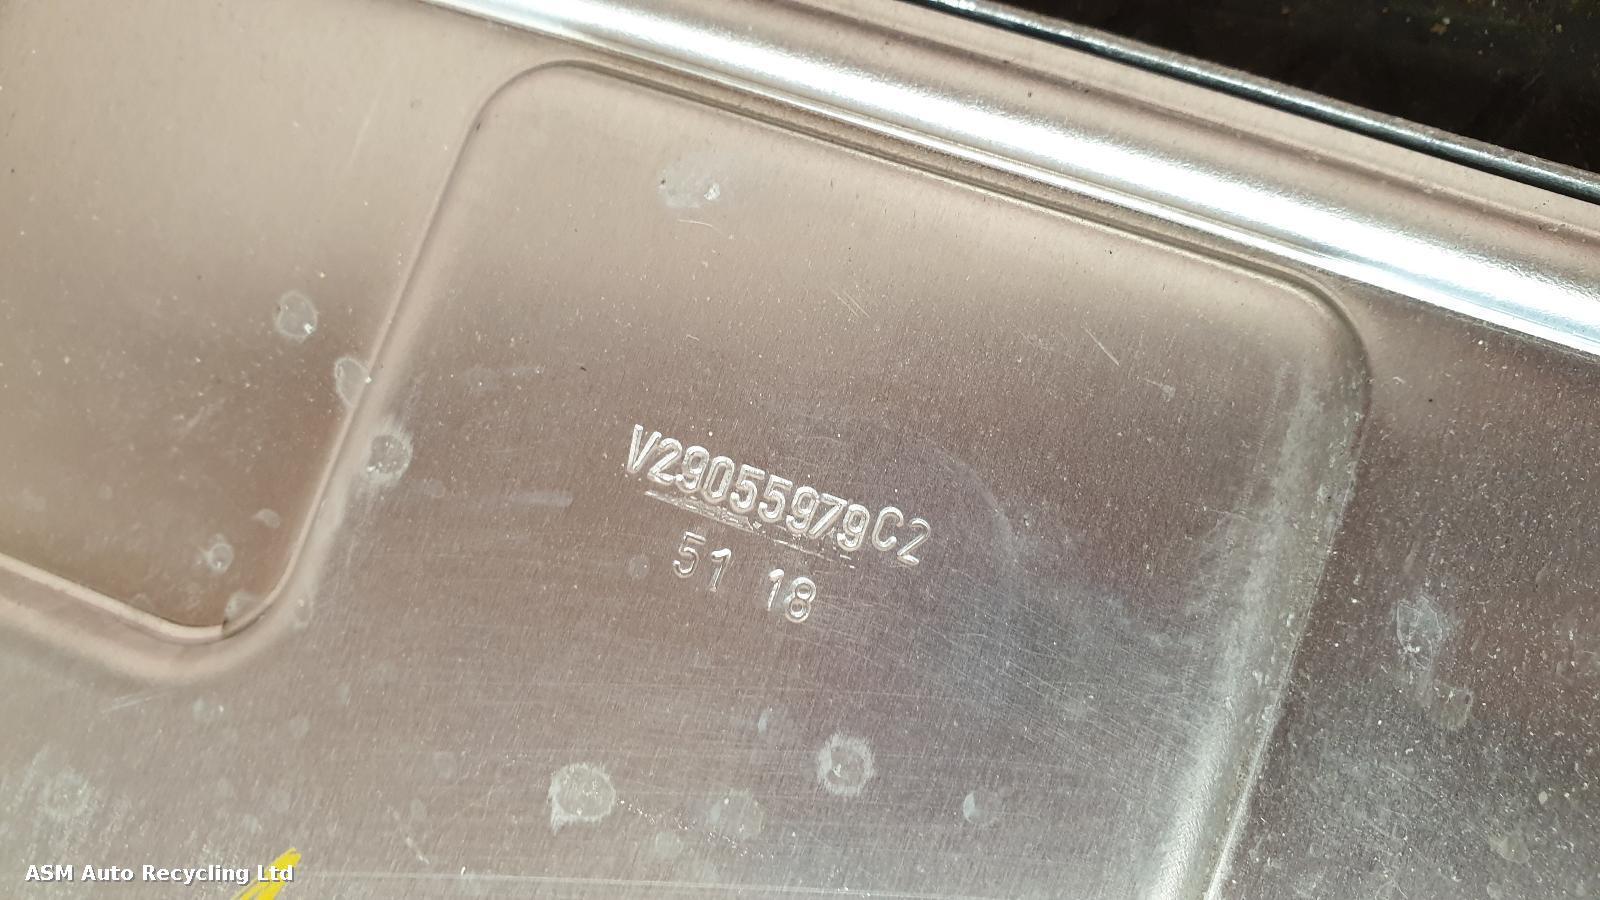 V29055979C2
51 18
ASM Auto Recycling Ltd